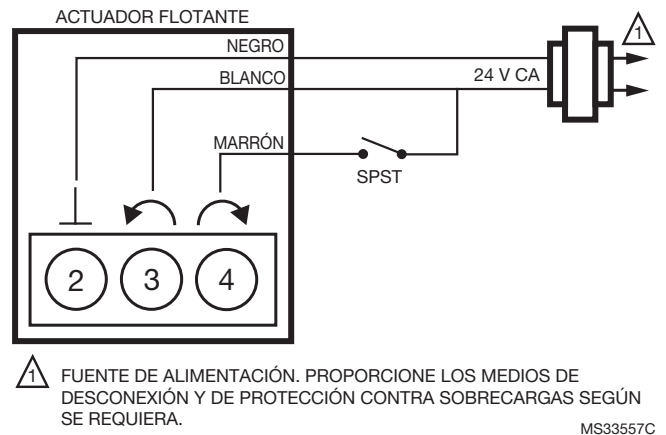 ACTUADOR FLOTANTE
NEGRO
1
BLANCO
24 V CA
MARRÓN
SPST
2 3 4
1 FUENTE DE ALIMENTACIÓN. PROPORCIONE LOS MEDIOS DE
DESCONEXIÓN Y DE PROTECCIÓN CONTRA SOBRECARGAS SEGÚN
SE REQUIERA.
MS33557C